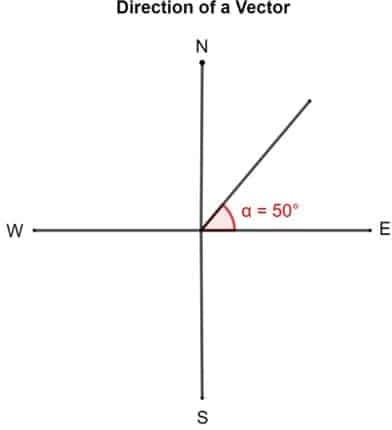 Direction of a Vector
N
α = 50°
W
E
S